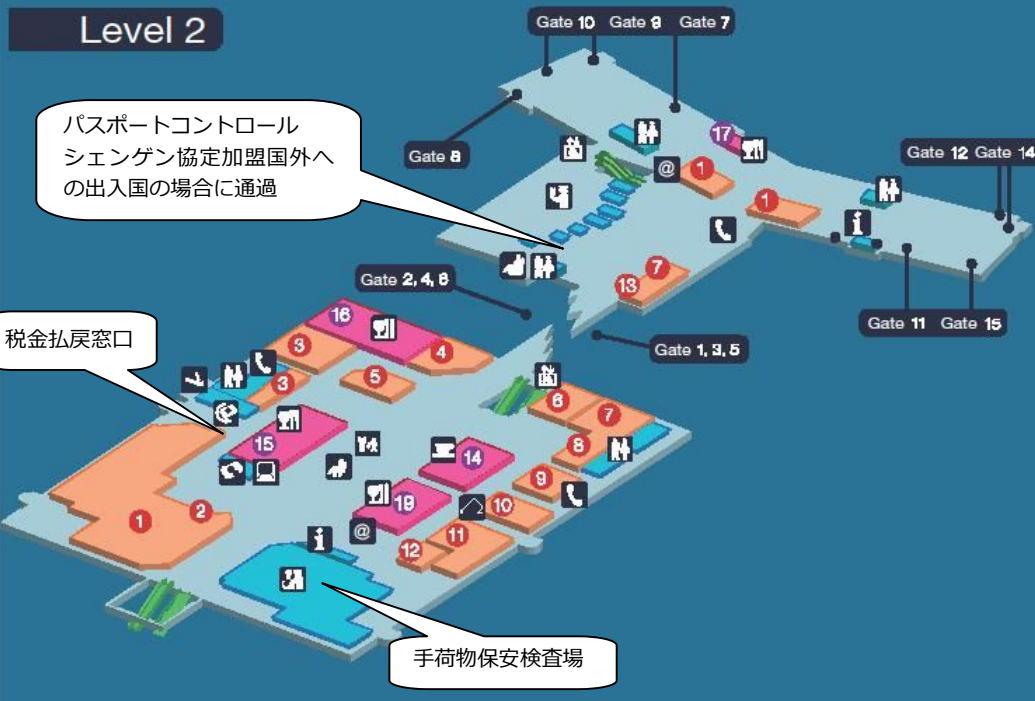 Level 2
Gate 10 Gate 9 Gate 7
パスポートコントロール
シェンゲン協定加盟国外へ
の出入国の場合に通過
Gate 8
17
Gate 12 Gate 14
@
1
1
i
7
13
Gate 2, 4, 6
Gate 11 Gate 15
Gate 1, 3, 5
税金払戻窓口
16
3
4
3
5
6
7
15
14
8
9
19
10
1
2
@
i
11
12
手荷物保安検査場